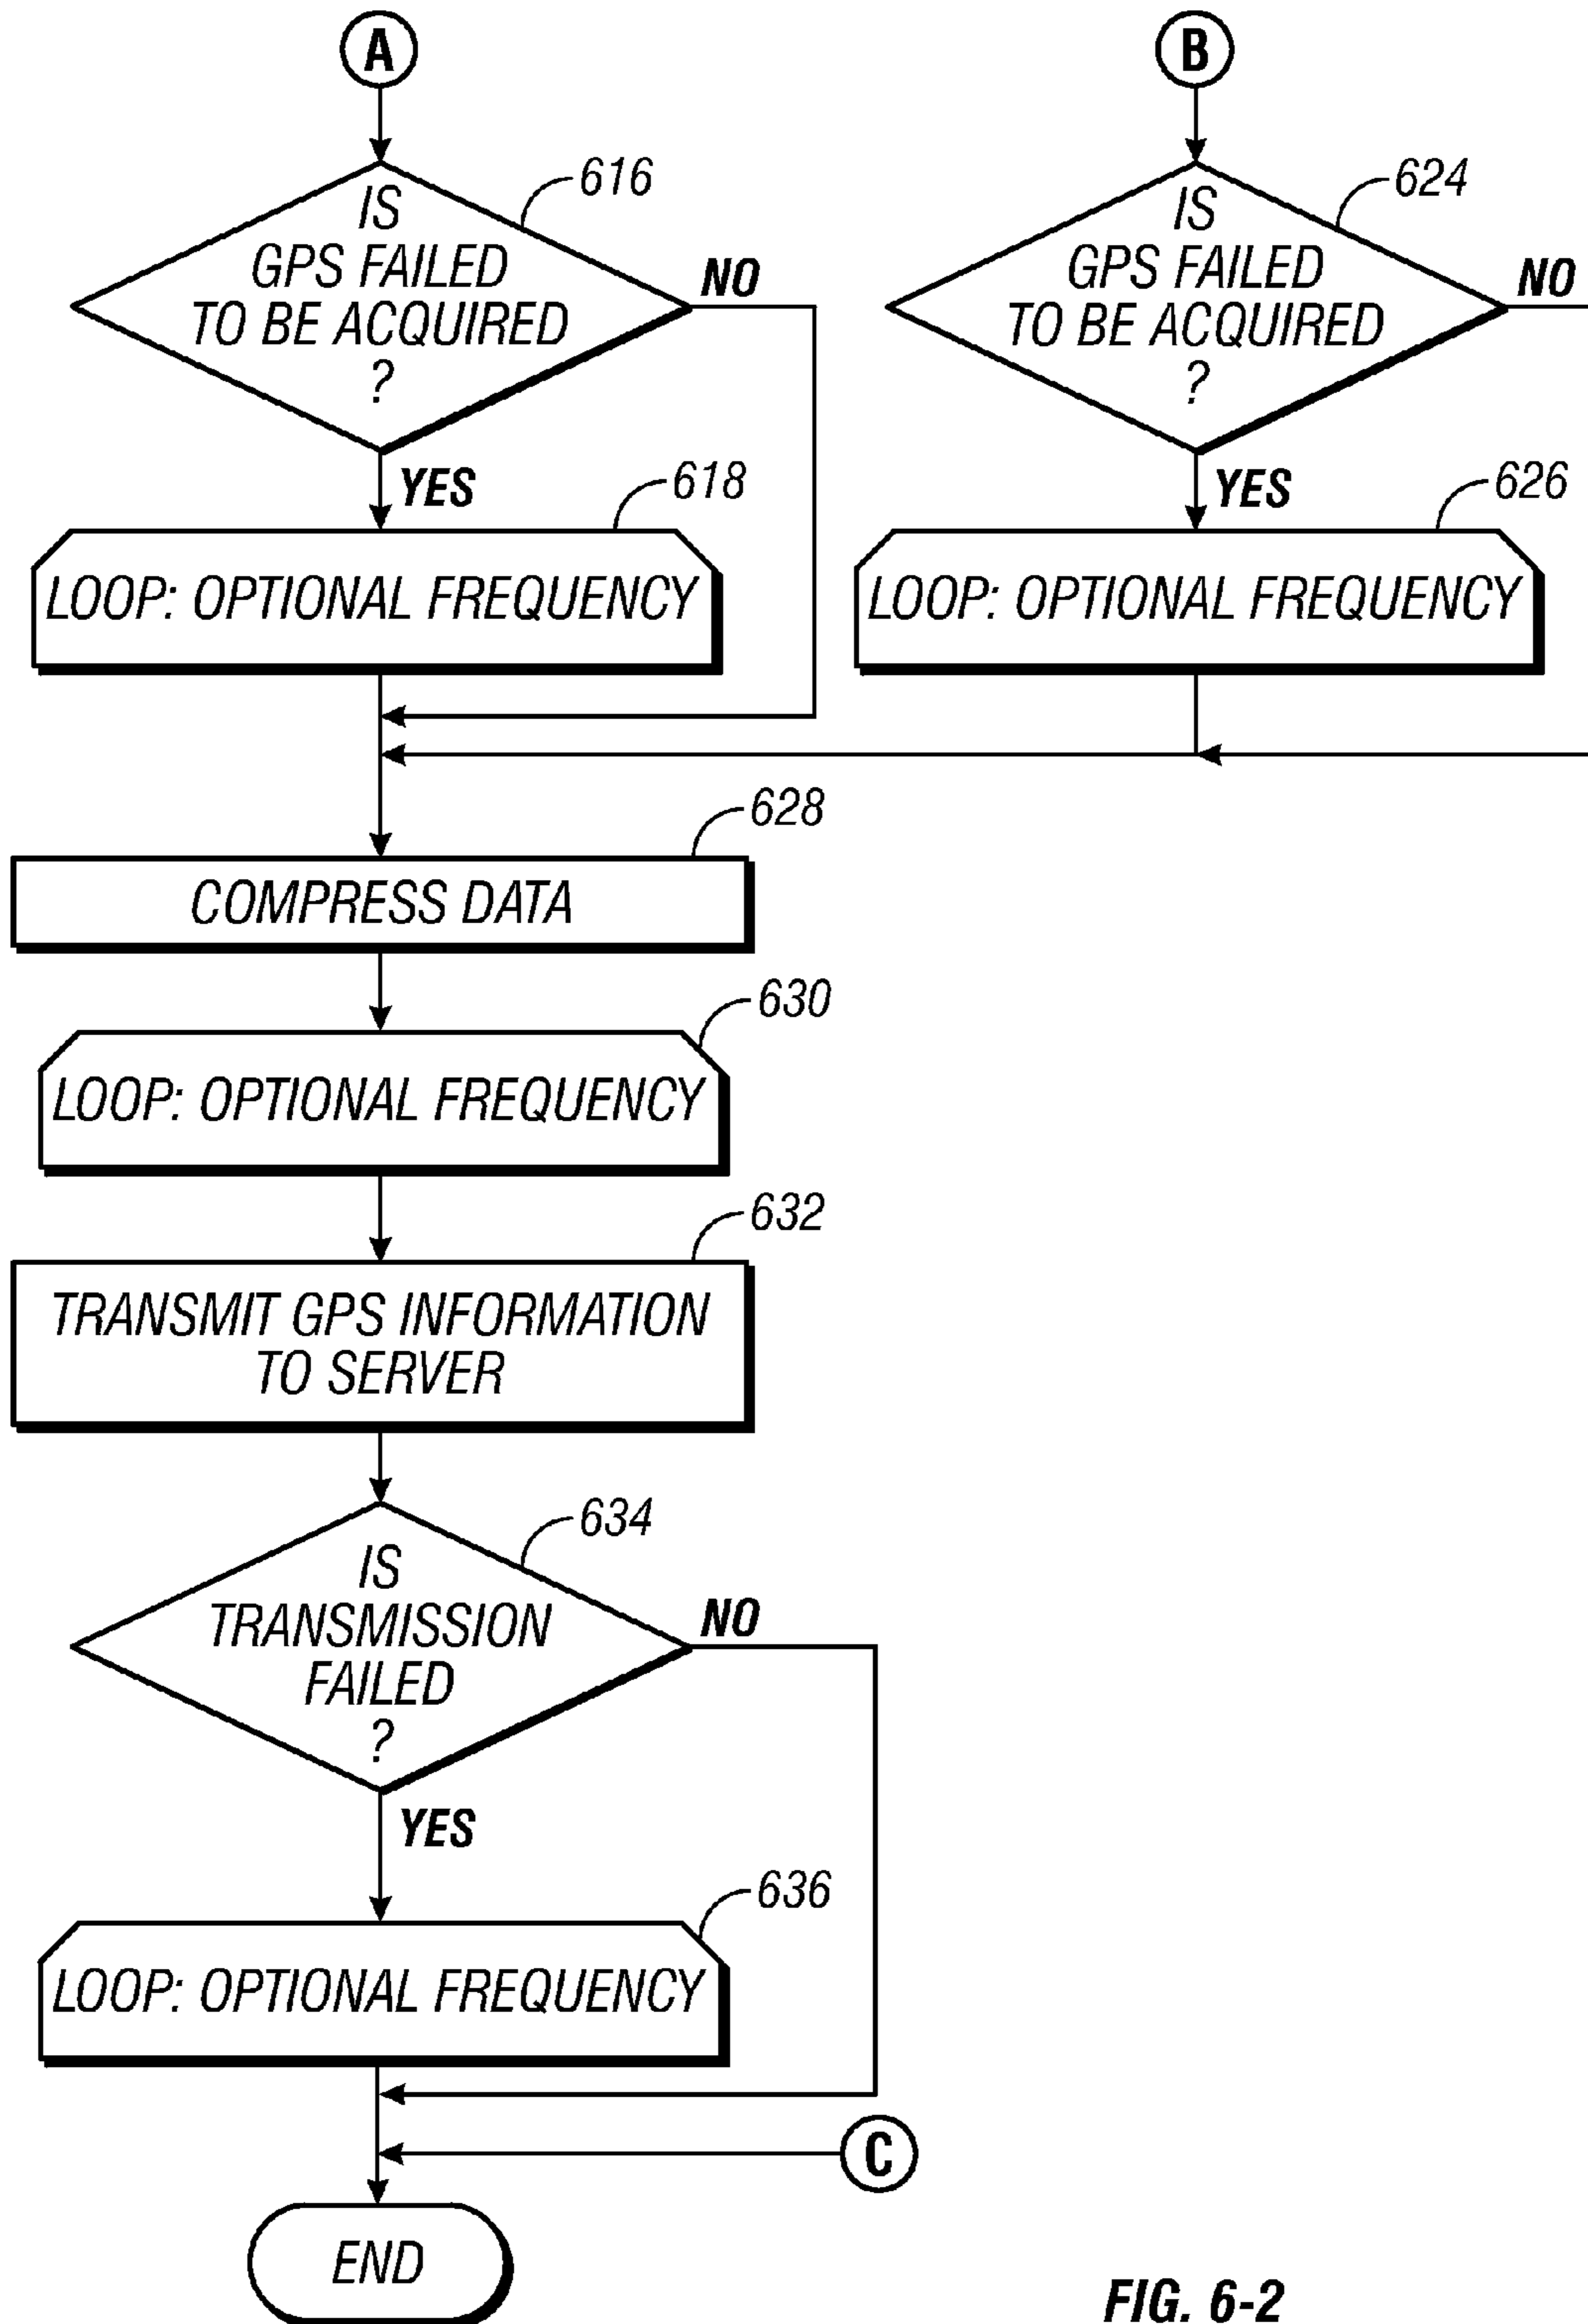 A
IS
GPS FAILED
TO BE ACQUIRED
?
616
NO
YES
618
LOOP: OPTIONAL FREQUENCY
B
IS
GPS FAILED
TO BE ACQUIRED
?
624
NO
YES
626
LOOP: OPTIONAL FREQUENCY
628
COMPRESS DATA
630
LOOP: OPTIONAL FREQUENCY
632
TRANSMIT GPS INFORMATION
TO SERVER
634
IS
TRANSMISSION
FAILED
?
NO
YES
636
LOOP: OPTIONAL FREQUENCY
C
END
FIG. 6-2